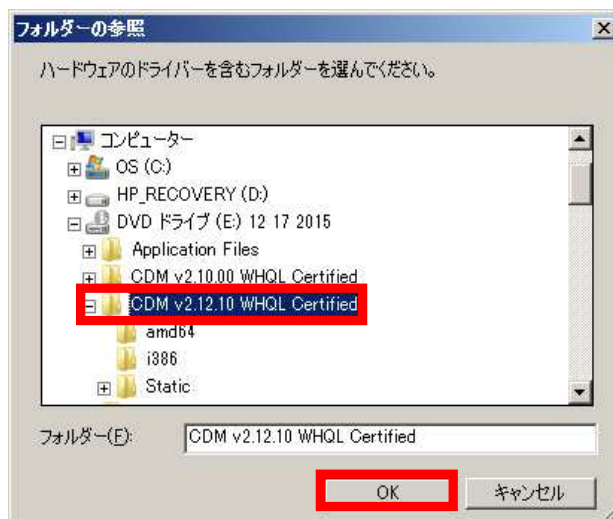 フォルダーの参照
ハードウェアのドライバーを含むフォルダーを選んでください。
コンピューター
OS (C:)
HP_RECOVERY (D:)
DVD ドライブ (E:) 12 17 2015
Application Files
CDM v2.10.00 WHQL Certified
CDM v2.12.10 WHQL Certified
amd64
i386
Static
フォルダー(F): CDM v2.12.10 WHQL Certified
OK キャンセル